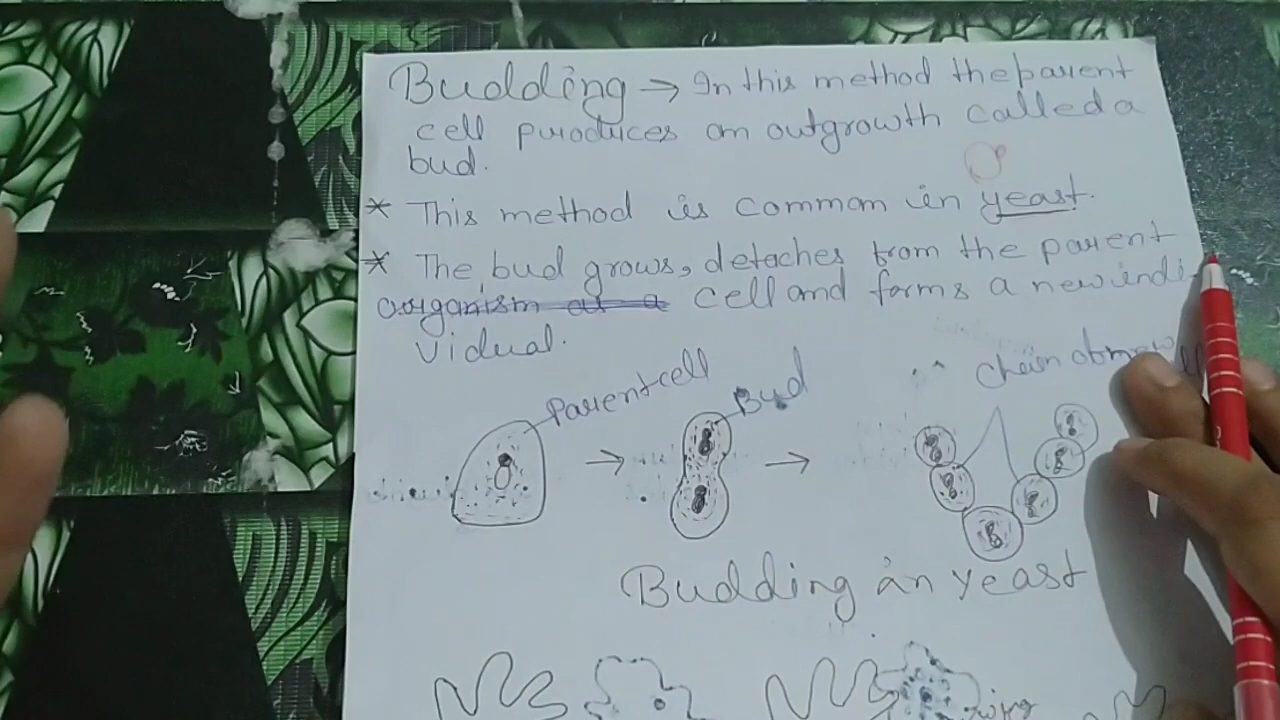 Budding → In this method the parent
cell produces an outgrowth called a
bud.
* This method is common in yeast.
* The bud grows, detaches from the parent
organism as a cell and forms a new indi-
vidual.
Parent cell
Bud
Chain of new
Budding in yeast